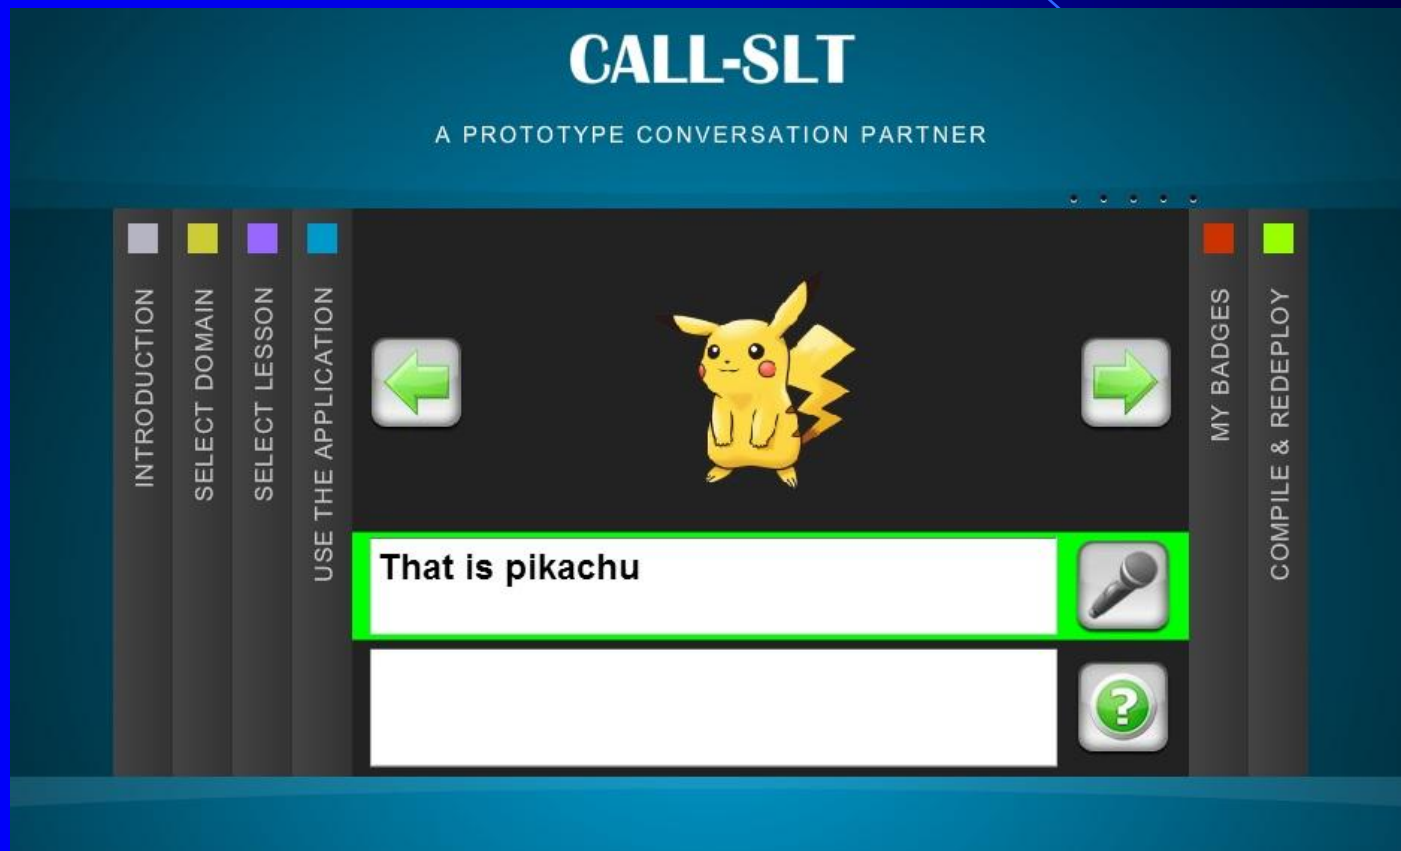 CALL-SLT
A PROTOTYPE CONVERSATION PARTNER
INTRODUCTION
SELECT DOMAIN
SELECT LESSON
USE THE APPLICATION
That is pikachu
?
MY BADGES
COMPILE & REDEPLOY